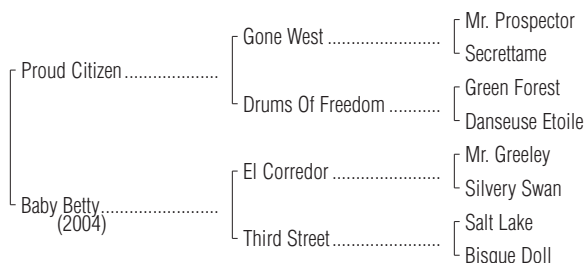 Mr. Prospector
Gone West ....................
Secrettame
Proud Citizen ....................
Green Forest
Drums Of Freedom ..............
Danseuse Etoile
Mr. Greeley
El Corredor ....................
Silvery Swan
Baby Betty ....................
(2004)
Salt Lake
Third Street ....................
Bisque Doll